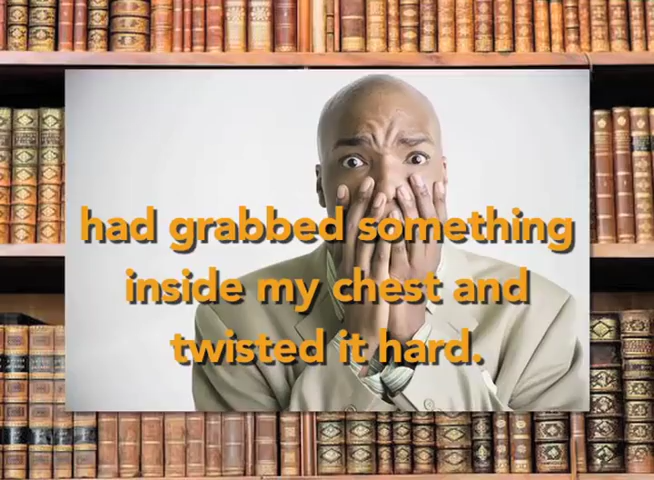 had grabbed something
inside my chest and
twisted it hard.